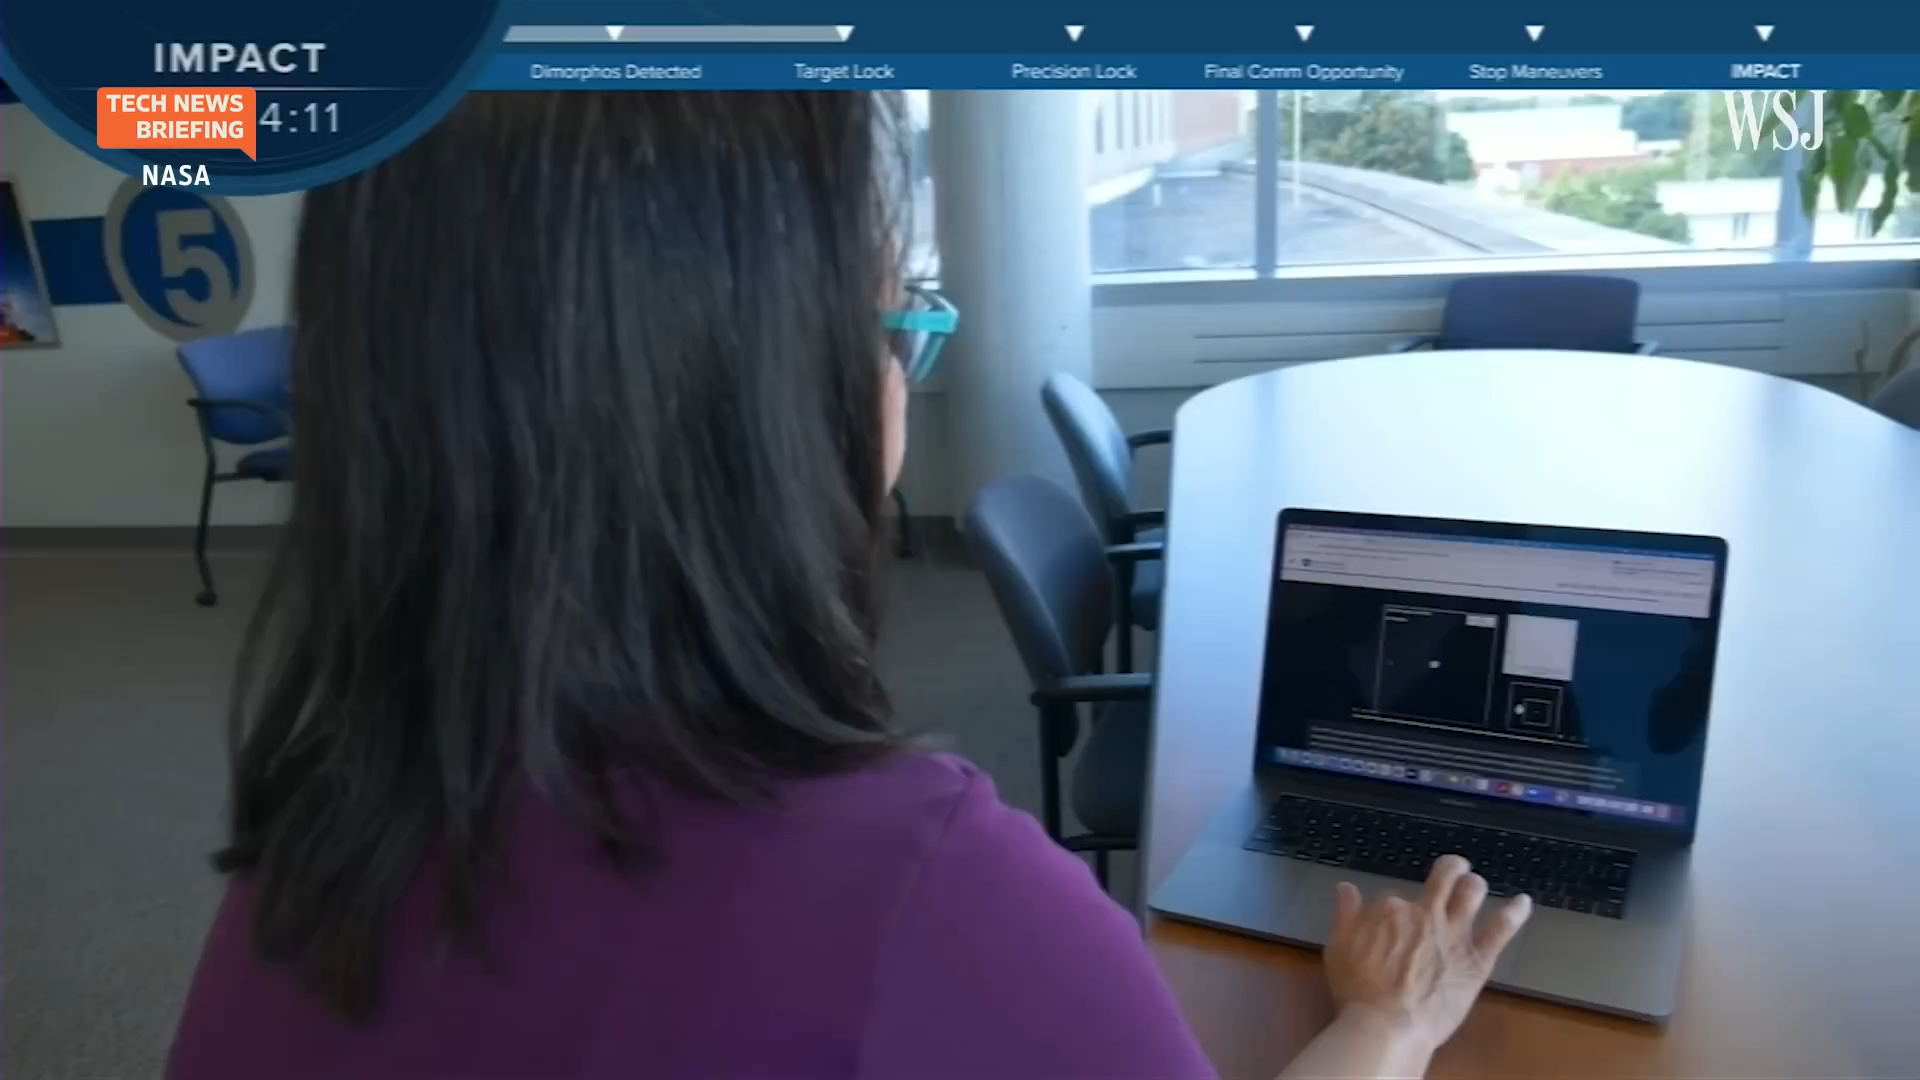 IMPACT
TECH NEWS
BRIEFING
4:11
NASA
Dimorphos Detected
Target Lock
Precision Lock
Final Comm Opportunity
Stop Maneuvers
IMPACT
WSJ
5